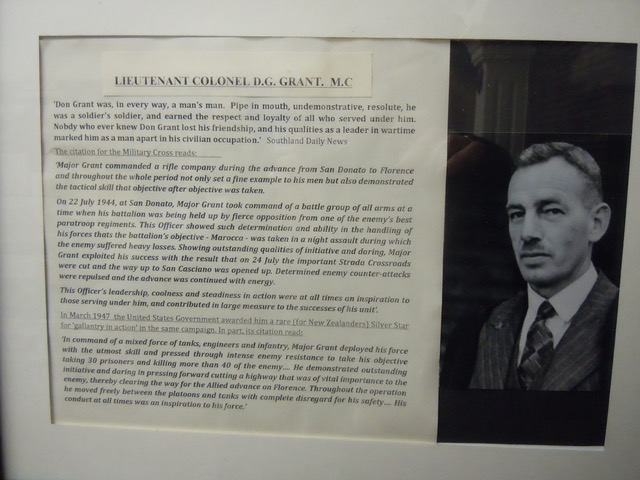 LIEUTENANT COLONEL D.G. GRANT. M.C
'Don Grant was, in every way, a man's man. Pipe in mouth, undemonstrative, resolute, he
was a soldier's soldier, and earned the respect and loyalty of all who served under him.
Nobdy who ever knew Don Grant lost his friendship, and his qualities as a leader in wartime
marked him as a man apart in his civilian occupation.' Southland Daily News
The citation for the Military Cross reads:
'Major Grant commanded a rifle company during the advance from San Donato to Florence
and throughout the whole period not only set a fine example to his men but also demonstrated
the tactical skill that objective after objective was taken.
On 22 July 1944, at San Donato, Major Grant took command of a battle group of all arms at a
time when his battalion was being held up by fierce opposition from one of the enemy's best
paratroop regiments. This Officer showed such determination and ability in the handling of
his forces thats the battalion's objective - Marocca - was taken in a night assault during which
the enemy suffered heavy losses. Showing outstanding qualities of initiative and daring, Major
Grant exploited his success with the result that on 24 July the important Strada Crossroads
were cut and the way up to San Casciano was opened up. Determined enemy counter-attacks
were repulsed and the advance was continued with energy.
This Officer's leadership, coolness and steadiness in action were at all times an inspiration to
those serving under him, and contributed in large measure to the successes of his unit'.
In March 1947 the United States Government awarded him a rare (for New Zealanders) Silver Star
for 'gallantry in action' in the same campaign. In part, its citation read:
'In command of a mixed force of tanks, engineers and infantry, Major Grant deployed his force
with the utmost skill and pressed through intense enemy resistance to take his objective
taking 30 prisoners and killing more than 40 of the enemy.... He demonstrated outstanding
initiative and daring in pressing forward cutting a highway that was of vital importance to the
enemy, thereby clearing the way for the Allied advance on Florence. Throughout the operation
he moved freely between the platoons and tanks with complete disregard for his safety.... His
conduct at all times was an inspiration to his force.'